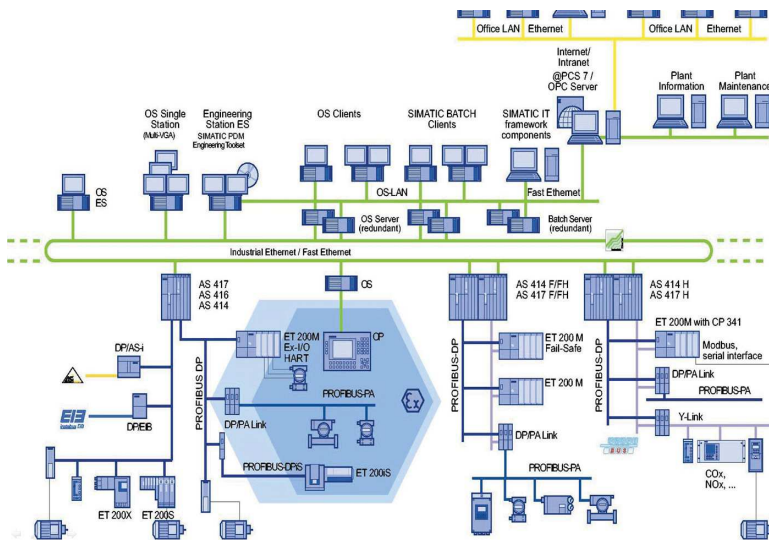 Office LAN
Ethernet
Office LAN
Ethernet
Internet/
Intranet
@PCS 7 /
OPC Server
Plant
Information
Plant
Maintenance
OS Single
Station
(Multi-VGA)
Engineering
Station ES
SIMATIC PDM
Engineering Toolset
OS Clients
SIMATIC BATCH
Clients
SIMATIC IT
framework
components
OS
ES
OS-LAN
Fast Ethernet
OS Server
(redundant)
Batch Server
(redundant)
Industrial Ethernet / Fast Ethernet
AS 417
AS 416
AS 414
OS
AS 414 F/FH
AS 417 F/FH
AS 414 H
AS 417 H
ET 200M
Ex-I/O
HART
OP
ET 200 M
Fail-Safe
ET 200M with CP 341
Modbus,
serial interface
DP/AS-i
PROFIBUS DP
PROFIBUS-DP
PROFIBUS-DP
ET 200 M
DP/PA Link
PROFIBUS-PA
PROFIBUS-PA
εx
DP/EIB
DP/PA Link
DP/PA Link
Y-Link
PROFIBUS-DPiS
ET 200iS
PROFIBUS-PA
COx,
NOx, ...
ET 200X
ET 200S